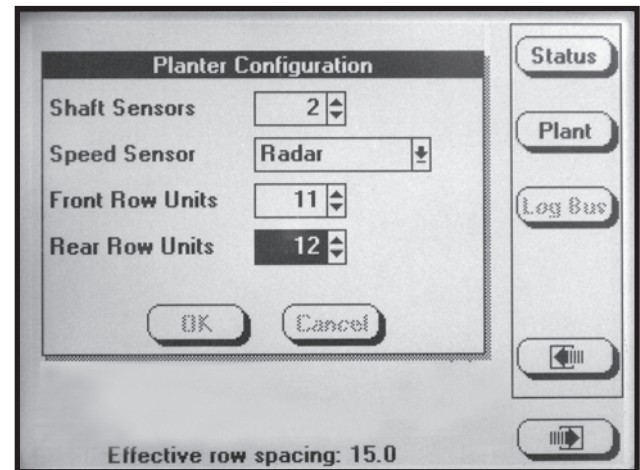 Planter Configuration
Shaft Sensors 2
Speed Sensor Radar
Front Row Units 11
Rear Row Units 12
OK Cancel
Status
Plant
Log Bus
Effective row spacing: 15.0